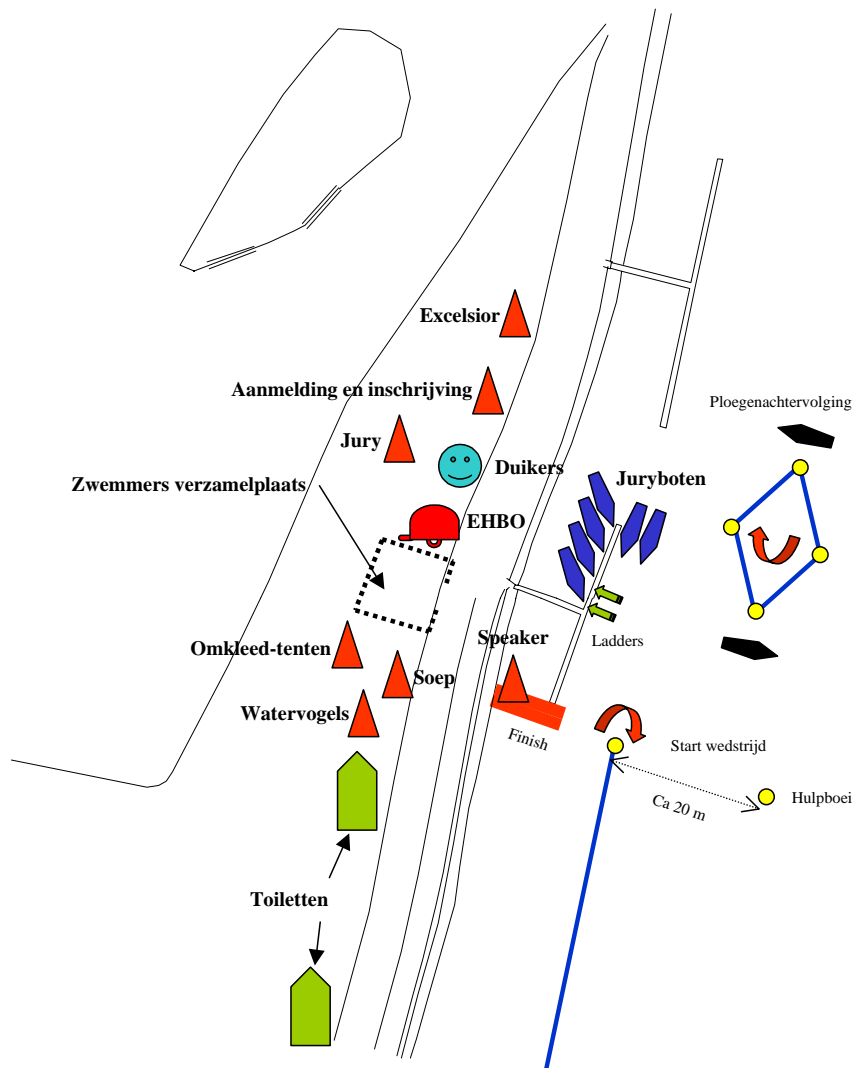 Excelsior
Aanmelding en inschrijving
Ploegenachtervolging
Jury
Duikers
Juryboten
Zwemmers verzamelplaats
EHBO
Speaker
Ladders
Omkleed-tenten
Soep
Watervogels
Finish
Start wedstrijd
Ca 20 m
Hulpboei
Toiletten